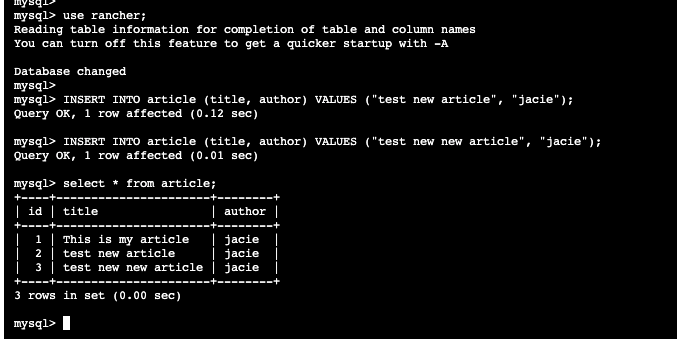 mysql>
mysql> use rancher;
Reading table information for completion of table and column names
You can turn off this feature to get a quicker startup with -A
Database changed
mysql>
mysql> INSERT INTO article (title, author) VALUES ("test new article", "jacie");
Query OK, 1 row affected (0.12 sec)
mysql> INSERT INTO article (title, author) VALUES ("test new new article", "jacie");
Query OK, 1 row affected (0.01 sec)
mysql> select * from article;
+----+----------------------+--------+
| id | title                | author |
+----+----------------------+--------+
|  1 | This is my article   | jacie  |
|  2 | test new article     | jacie  |
|  3 | test new new article | jacie  |
+----+----------------------+--------+
3 rows in set (0.00 sec)
mysql>